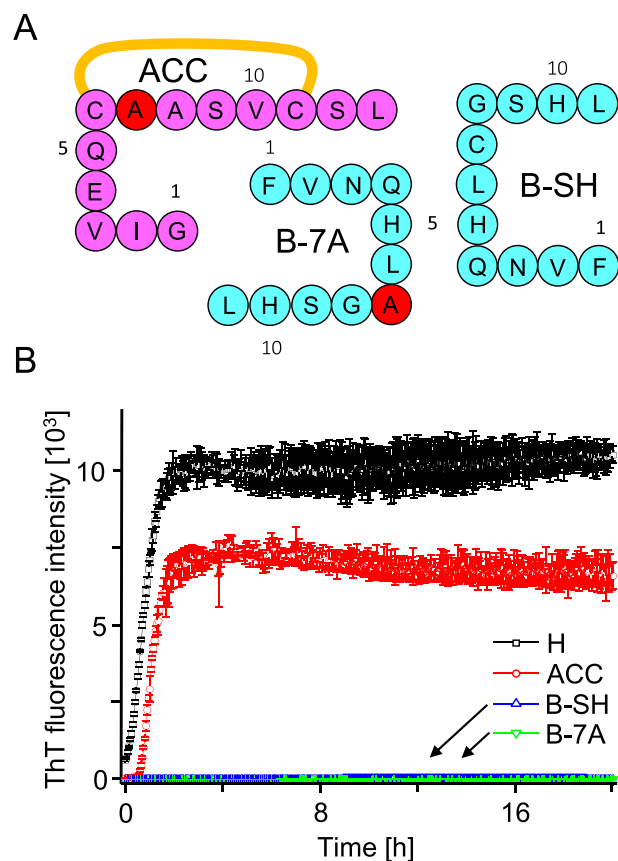 A
ACC
10
C A A S V C S L
5
Q
E
1
V I G
1
F V N Q
B-7A
H
L
L H S S G A
10
10
G S H L
C
L
B-SH
5
H
1
Q N V F
B
ThT fluorescence intensity [10³]
10
5
0
H
ACC
B-SH
B-7A
0 8 16
Time [h]